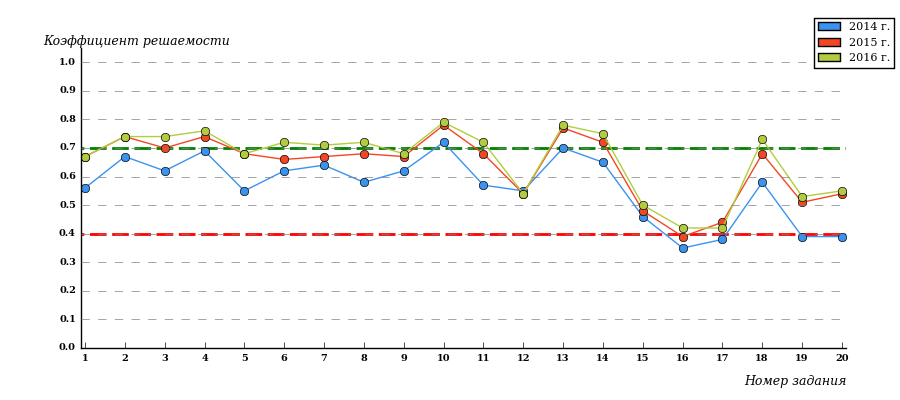 Коэффициент решаемости
2014 г.
2015 г.
2016 г.
1.0
0.9
0.8
0.7
0.6
0.5
0.4
0.3
0.2
0.1
0.0
1 2 3 4 5 6 7 8 9 10 11 12 13 14 15 16 17 18 19 20
Номер задания